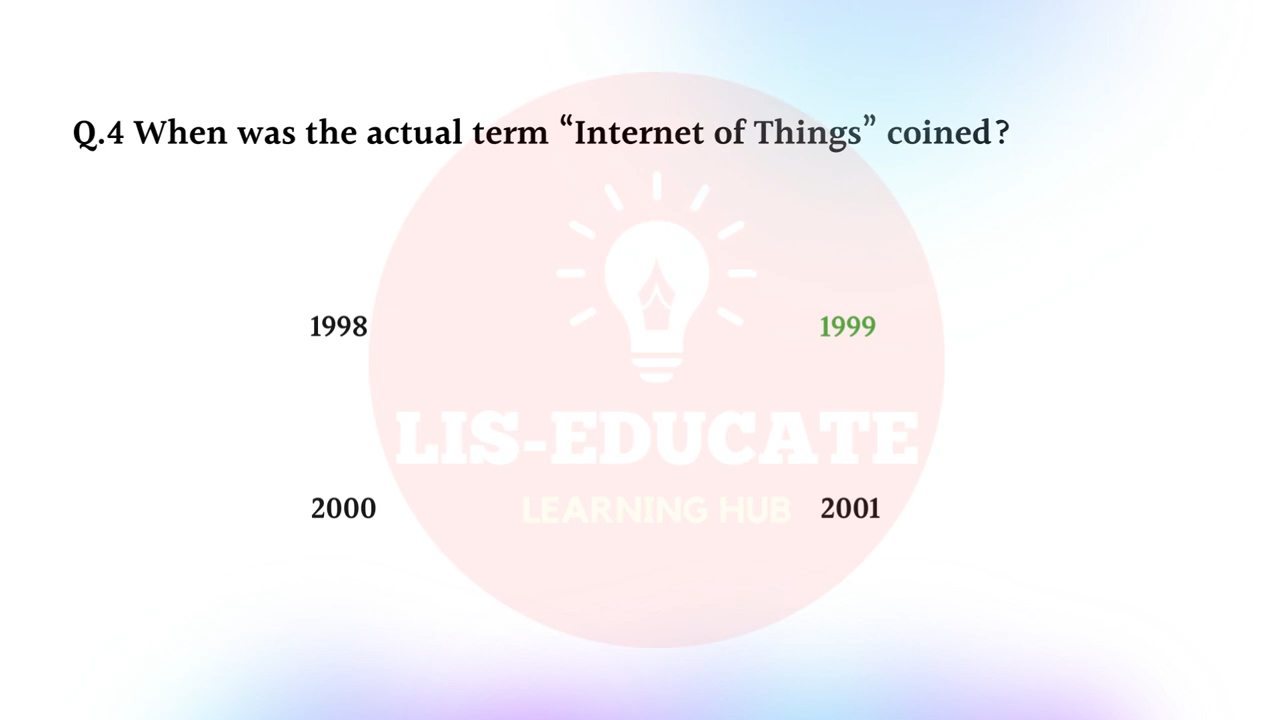 Q.4 When was the actual term “Internet of Things” coined?
1998
1999
LIS-EDUCATE
LEARNING HUB
2000
2001